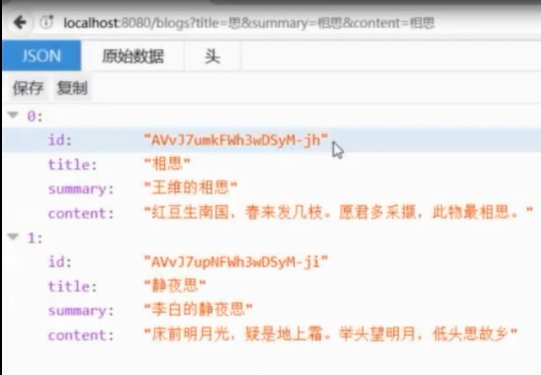 localhost:8080/blogs?title=思&summary=相思&content=相思
JSON 原始数据 头
保存 复制
0:
id: "AVvJ7umkFWh3wDSyM-jh"
title: "相思"
summary: "王维的相思"
content: "红豆生南国，春来发几枝。愿君多采撷，此物最相思。"
1:
id: "AVvJ7upNFWh3wDSyM-ji"
title: "静夜思"
summary: "李白的静夜思"
content: "床前明月光，疑是地上霜。举头望明月，低头思故乡"